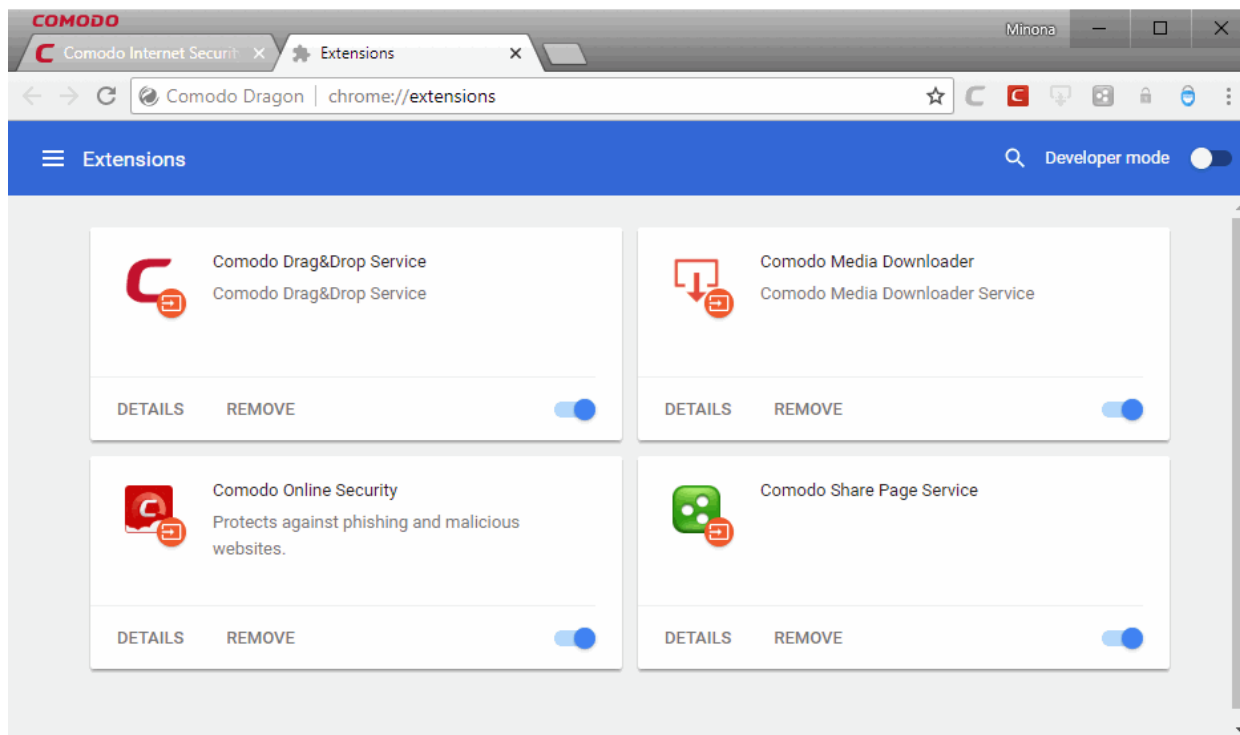 COMODO
Comodo Internet Securit
Extensions
Minona
Comodo Dragon | chrome://extensions
Extensions
Developer mode
Comodo Drag&Drop Service
Comodo Drag&Drop Service
DETAILS REMOVE
Comodo Media Downloader
Comodo Media Downloader Service
DETAILS REMOVE
Comodo Online Security
Protects against phishing and malicious
websites.
DETAILS REMOVE
Comodo Share Page Service
DETAILS REMOVE